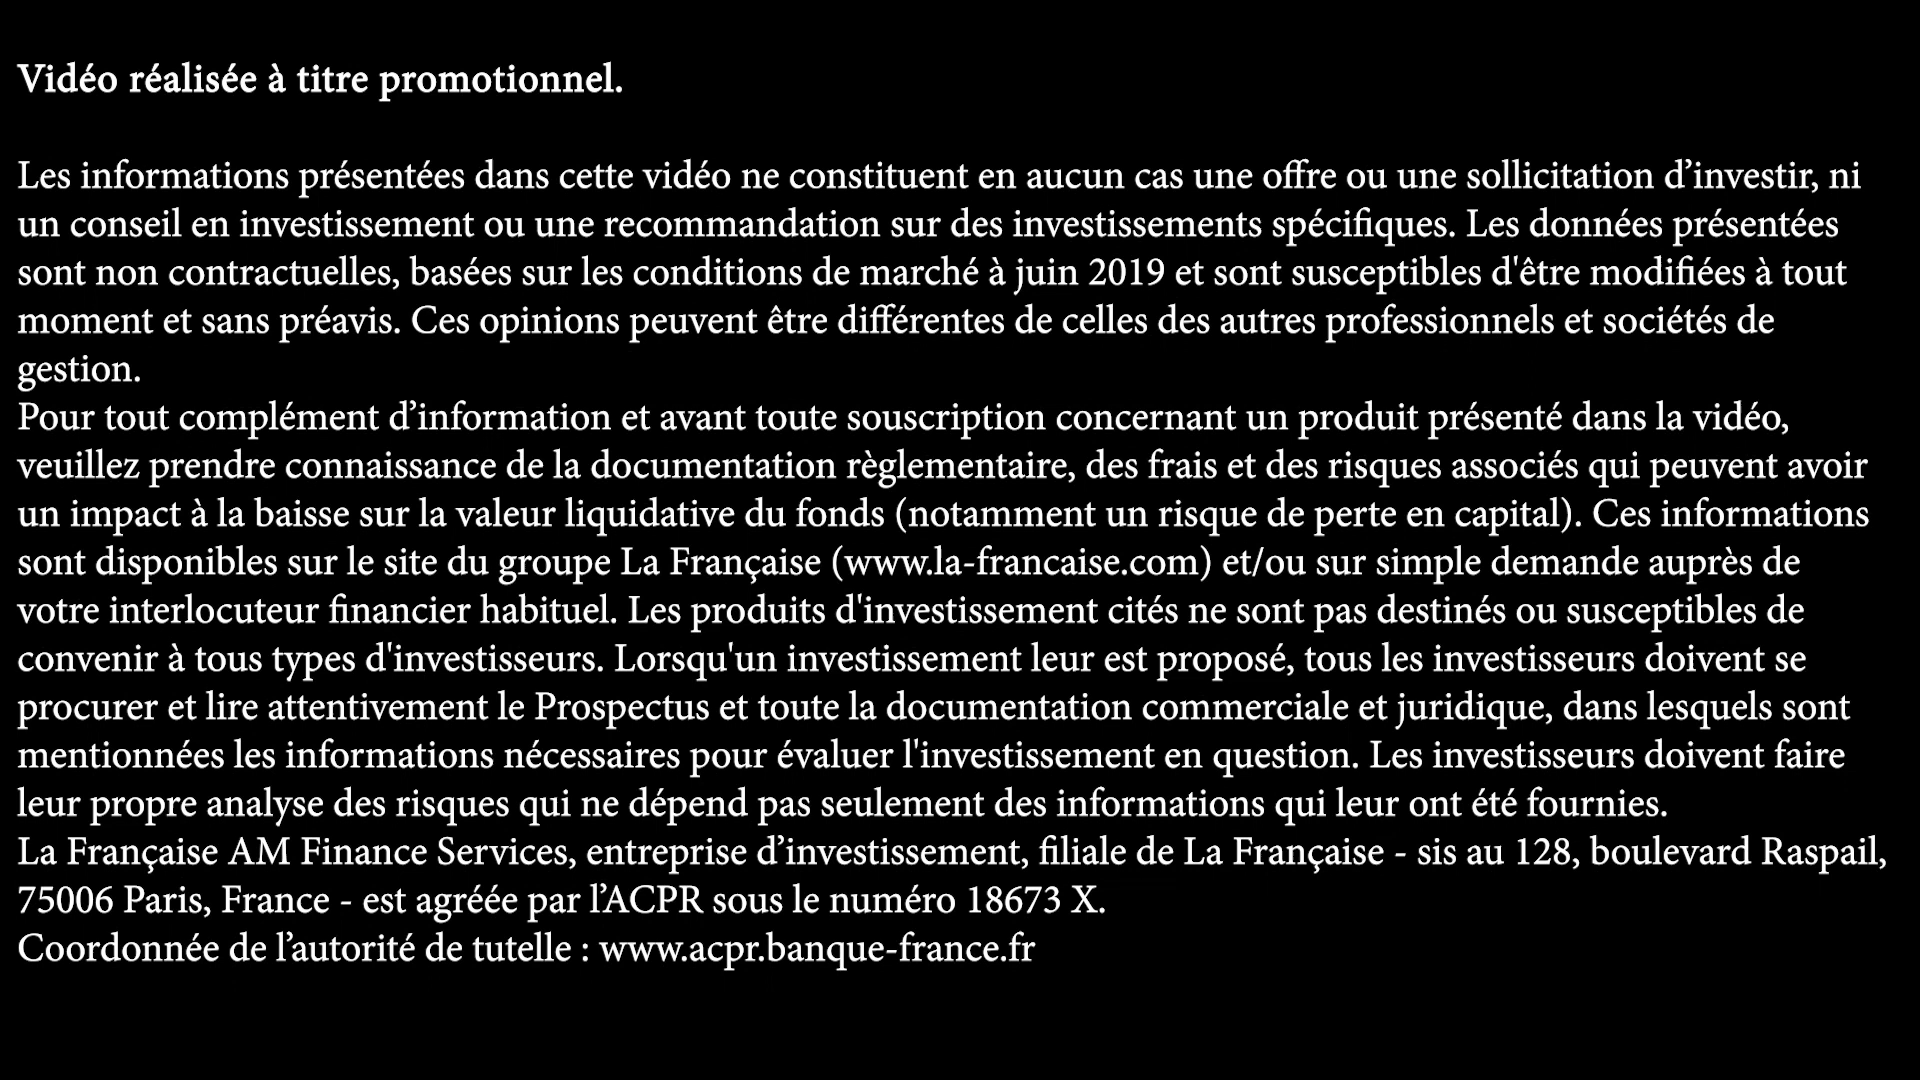 Vidéo réalisée à titre promotionnel.
Les informations présentées dans cette vidéo ne constituent en aucun cas une offre ou une sollicitation d’investir, ni
un conseil en investissement ou une recommandation sur des investissements spécifiques. Les données présentées
sont non contractuelles, basées sur les conditions de marché à juin 2019 et sont susceptibles d'être modifiées à tout
moment et sans préavis. Ces opinions peuvent être différentes de celles des autres professionnels et sociétés de
gestion.
Pour tout complément d’information et avant toute souscription concernant un produit présenté dans la vidéo,
veuillez prendre connaissance de la documentation règlementaire, des frais et des risques associés qui peuvent avoir
un impact à la baisse sur la valeur liquidative du fonds (notamment un risque de perte en capital). Ces informations
sont disponibles sur le site du groupe La Française (www.la-francaise.com) et/ou sur simple demande auprès de
votre interlocuteur financier habituel. Les produits d'investissement cités ne sont pas destinés ou susceptibles de
convenir à tous types d'investisseurs. Lorsqu'un investissement leur est proposé, tous les investisseurs doivent se
procurer et lire attentivement le Prospectus et toute la documentation commerciale et juridique, dans lesquels sont
mentionnées les informations nécessaires pour évaluer l'investissement en question. Les investisseurs doivent faire
leur propre analyse des risques qui ne dépend pas seulement des informations qui leur ont été fournies.
La Française AM Finance Services, entreprise d’investissement, filiale de La Française - sis au 128, boulevard Raspail,
75006 Paris, France - est agréée par l’ACPR sous le numéro 18673 X.
Coordonnée de l’autorité de tutelle : www.acpr.banque-france.fr